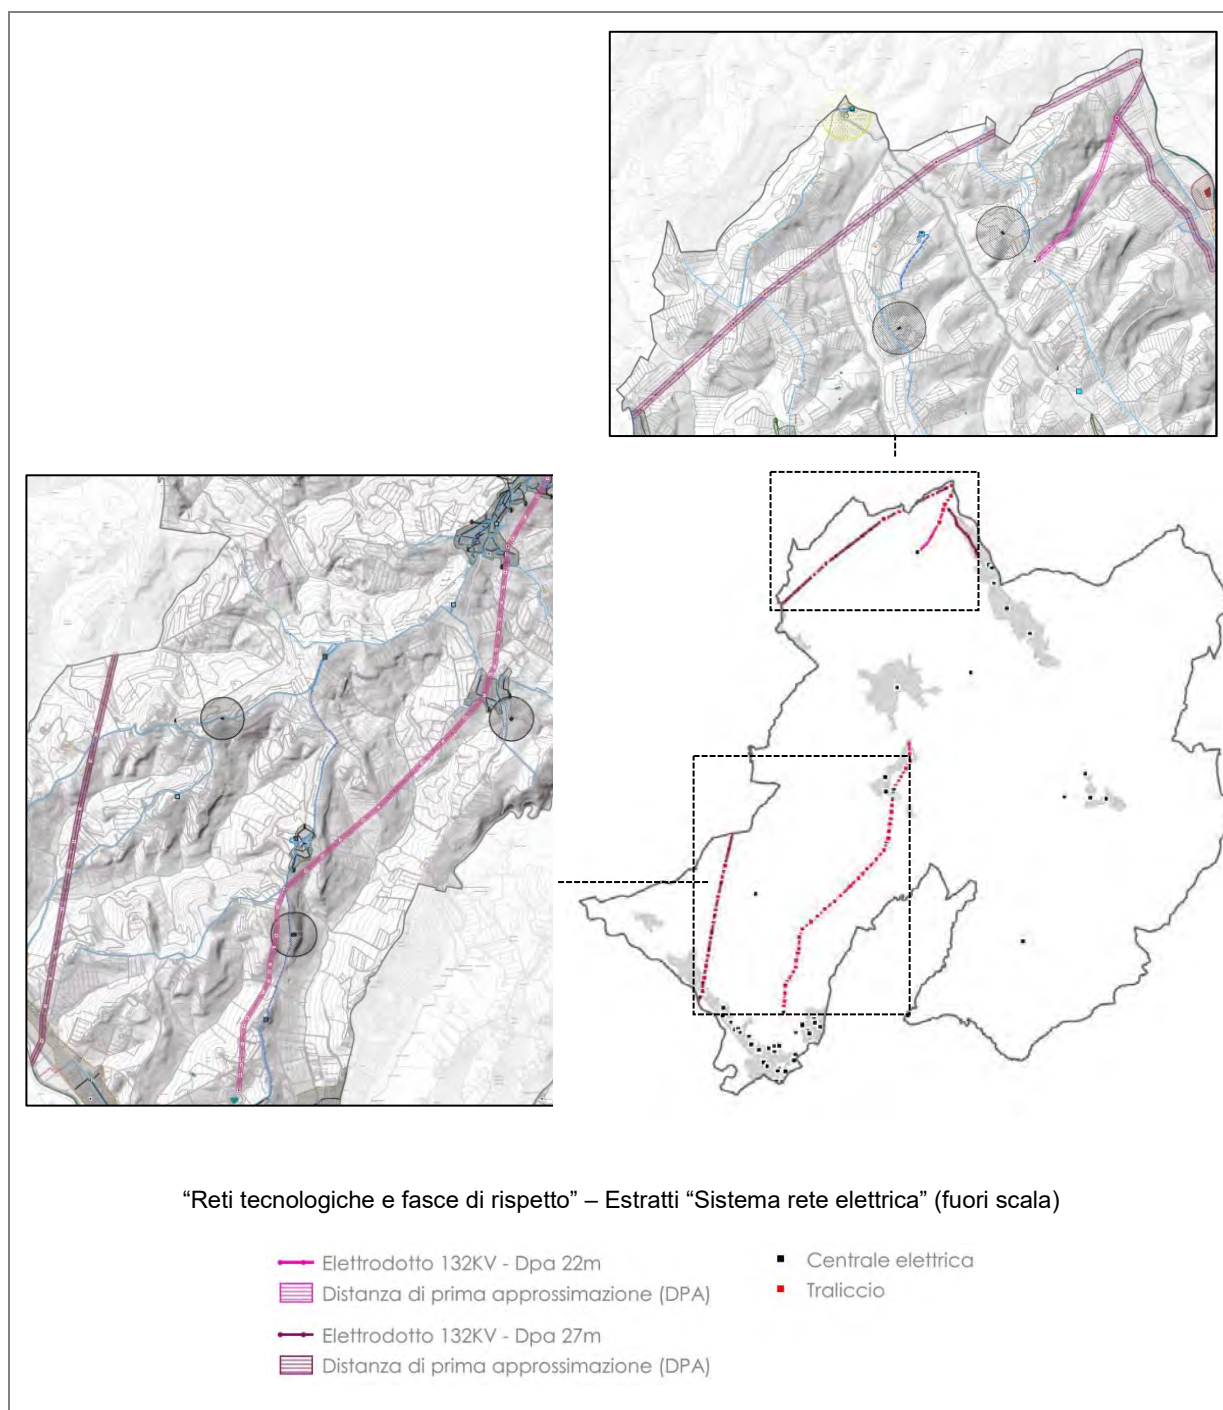 “Reti tecnologiche e fasce di rispetto” – Estratti “Sistema rete elettrica” (fuori scala)
Elettrodotto 132KV - Dpa 22m
Distanza di prima approssimazione (DPA)
Elettrodotto 132KV - Dpa 27m
Distanza di prima approssimazione (DPA)
Centrale elettrica
Traliccio